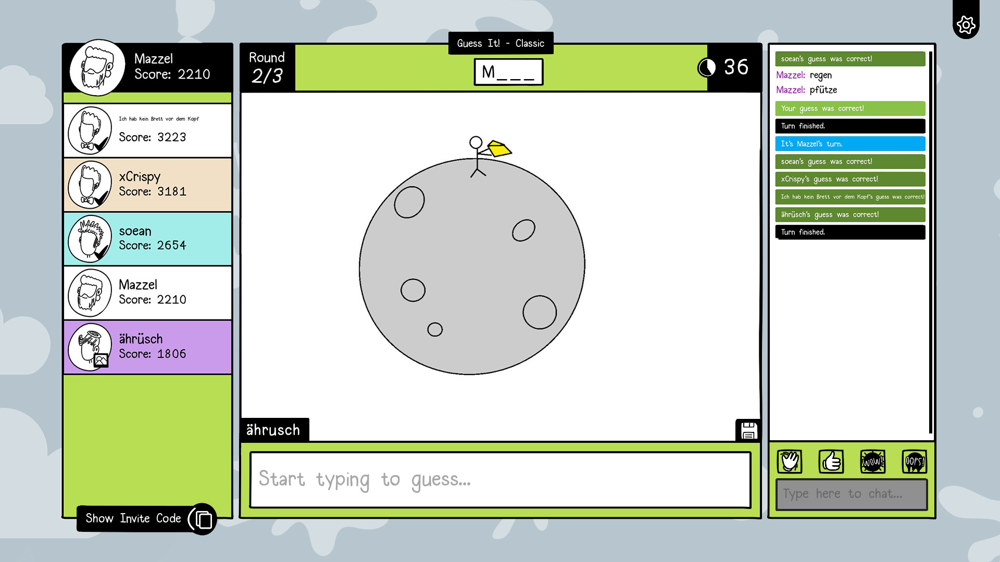 Mazzel
Score: 2210
Ich hab kein Brett vor dem Kopf
Score: 3223
xCrispy
Score: 3181
soean
Score: 2654
Mazzel
Score: 2210
ährüsch
Score: 1806
Show Invite Code
Guess It! - Classic
Round
2/3
M___
36
ährusch
Start typing to guess...
soean's guess was correct!
Mazzel: regen
Mazzel: pfütze
Your guess was correct!
Turn finished.
It's Mazzel's turn.
soean's guess was correct!
xCrispy's guess was correct!
Ich hab kein Brett vor dem Kopf's guess was correct!
ährüsch's guess was correct!
Turn finished.
WOW!
OOPS!
Type here to chat...